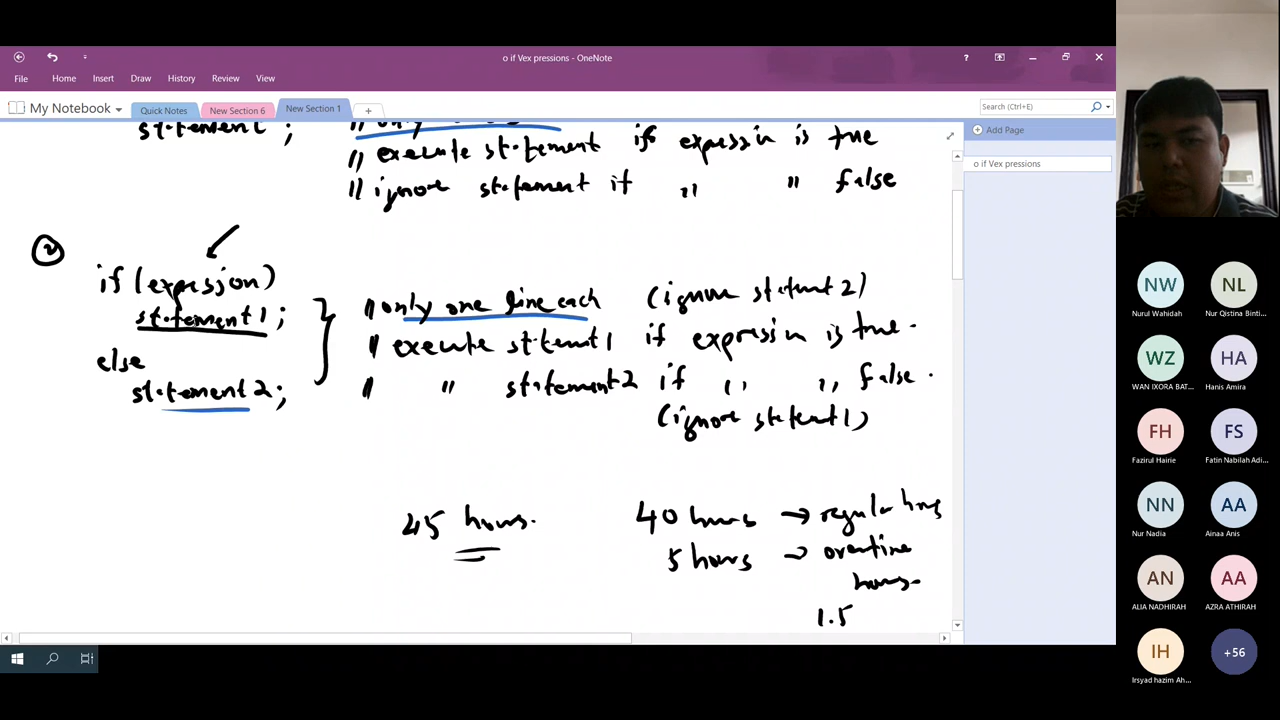 o if Vex pressions - OneNote
File Home Insert Draw History Review View
My Notebook Quick Notes New Section 6 New Section 1
Search (Ctrl+E)
Add Page
o if Vex pressions
statement ; // only
// execute statement if expression is true
// ignore statement if ,, ,, false
2
if (expression)
statement1 ;
else
statement2 ;
// only one line each (ignore statement 2)
// execute statement1 if expression is true.
// " statement2 if ,, ,, false.
(ignore statement1)
45 hours.
40 hours → regular hours
5 hours → overtime
hours.
1.5
NW NL
Nurul Wahidah Nur Qistina Binti...
WZ HA
WAN IXORA BAT... Hanis Amira
FH FS
Fazirul Hairie Fatin Nabilah Adi...
NN AA
Nur Nadia Ainaa Anis
AN AA
ALIA NADHIRAH AZRA ATHIRAH
IH +56
Irsyad hazim Ah...